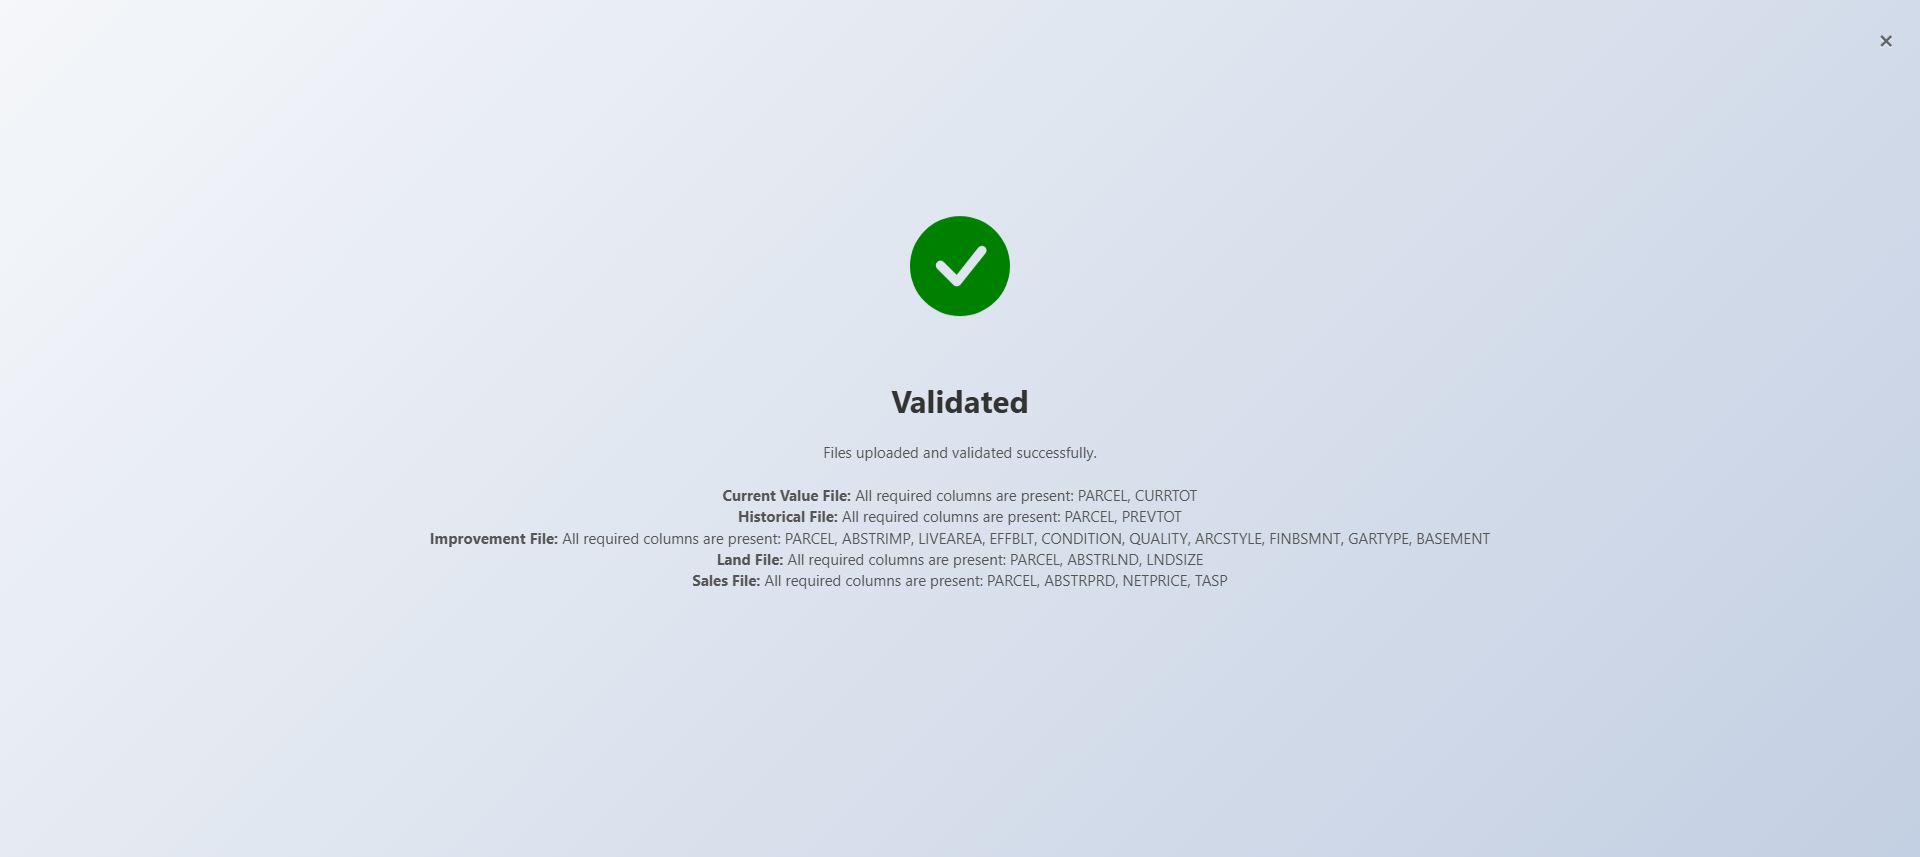 Validated
Files uploaded and validated successfully.
Current Value File: All required columns are present: PARCEL, CURRTOT
Historical File: All required columns are present: PARCEL, PREVTOT
Improvement File: All required columns are present: PARCEL, ABSTRIMP, LIVEAREA, EFFBLT, CONDITION, QUALITY, ARCSTYLE, FINBSMNT, GARTYPE, BASEMENT
Land File: All required columns are present: PARCEL, ABSTRLND, LNDSIZE
Sales File: All required columns are present: PARCEL, ABSTRPRD, NETPRICE, TASP